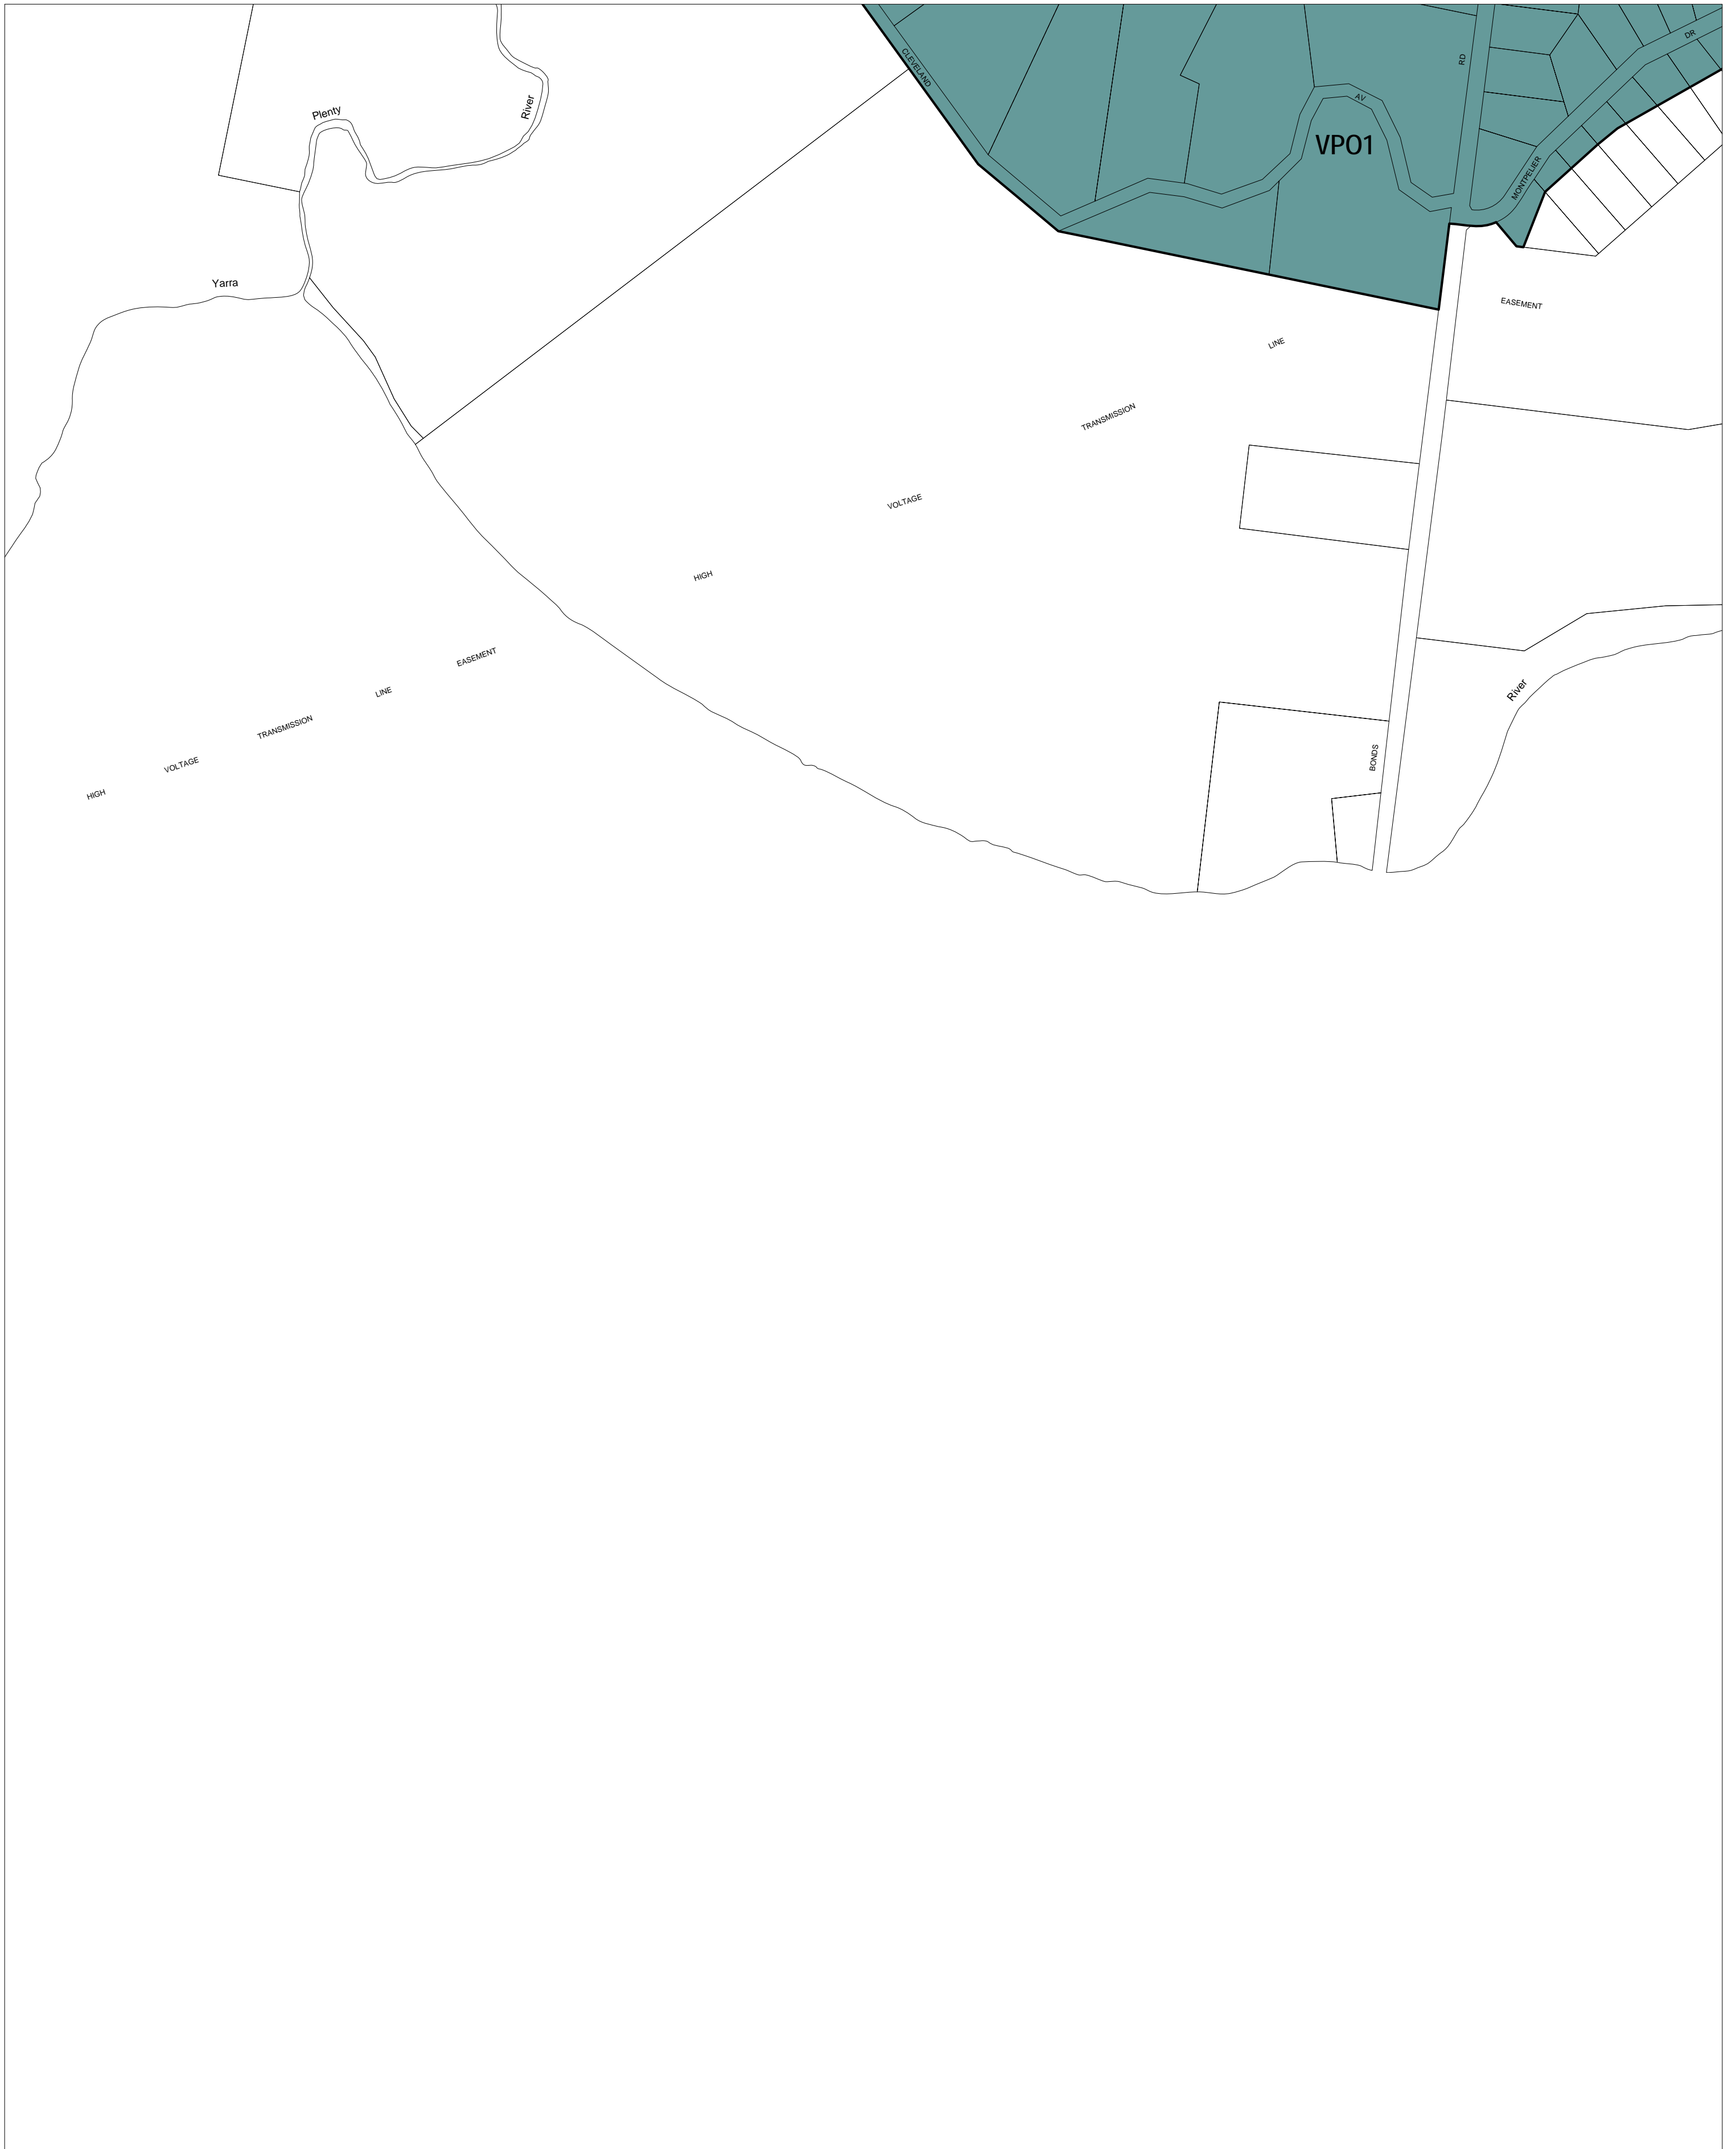 CLEVELAND
RD
DR
AV
VPO1
MONTPELIER
Plenty
River
Yarra
EASEMENT
LINE
TRANSMISSION
VOLTAGE
HIGH
EASEMENT
LINE
TRANSMISSION
VOLTAGE
HIGH
River
BONDS